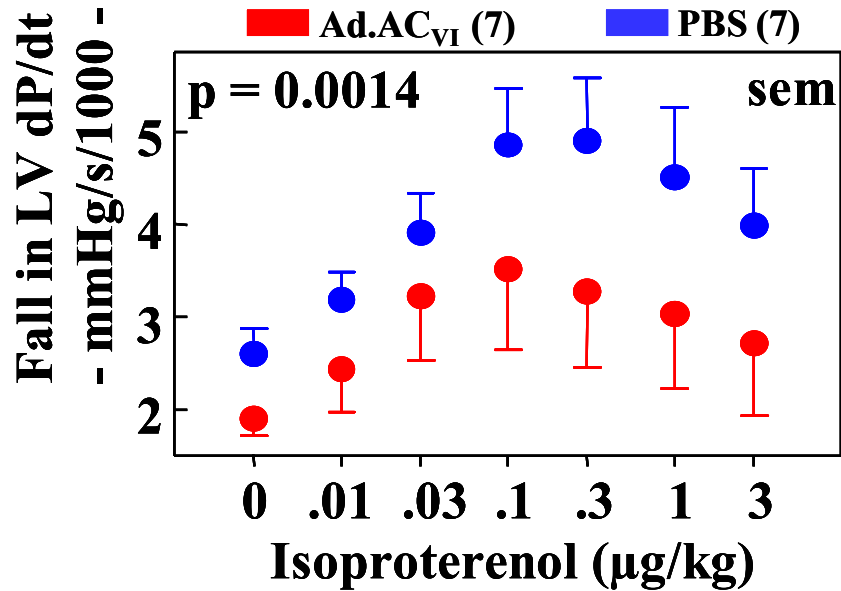 Ad.ACVI (7) PBS (7)
p = 0.0014 sem
Fall in LV dP/dt
- mmHg/s/1000 -
5
4
3
2
0 .01 .03 .1 .3 1 3
Isoproterenol (μg/kg)